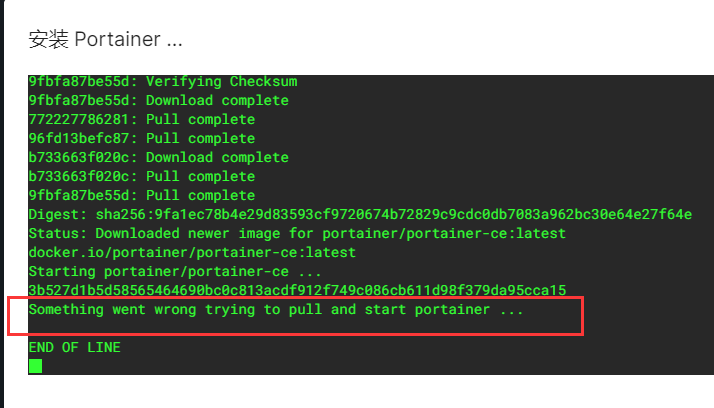 安装 Portainer ...
9fbfa87be55d: Verifying Checksum
9fbfa87be55d: Download complete
772227786281: Pull complete
96fd13befc87: Pull complete
b733663f020c: Download complete
b733663f020c: Pull complete
9fbfa87be55d: Pull complete
Digest: sha256:9fa1ec78b4e29d83593cf9720674b72829c9cdc0db7083a962bc30e64e27f64e
Status: Downloaded newer image for portainer/portainer-ce:latest
docker.io/portainer/portainer-ce:latest
Starting portainer/portainer-ce ...
3b527d1b5d58565464690bc0c813acdf912f749c086cb611d98f379da95cca15
Something went wrong trying to pull and start portainer ...
END OF LINE